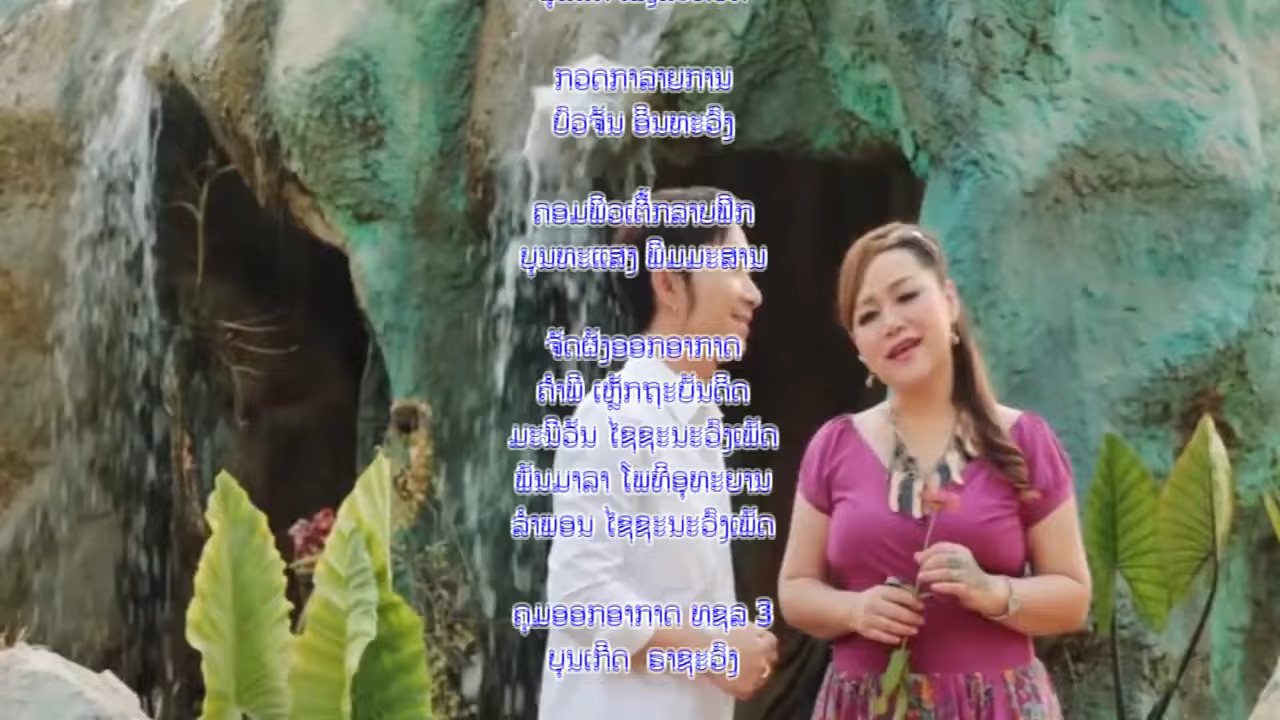 ກອດກາລາຍການ
ບົວຈັນ ອິນທະວົງ
ຄອມພິວເຕີ້ກລາບຟິກ
ບຸນທະແສງ ພິມມະສານ
ຈັດຜັງອອກອາກາດ
ຄຳພີ ເຫຼັກຖະບັນດິດ
ມະນີວັນ ໄຊຊະນະວົງເພັດ
ພັນມາລາ ໂພທິອຸທະຍານ
ລຳພອນ ໄຊຊະນະວົງເພັດ
ຄຸມອອກອາກາດ ທຊລ 3
ບຸນເກີດ ຣາຊະວົງ